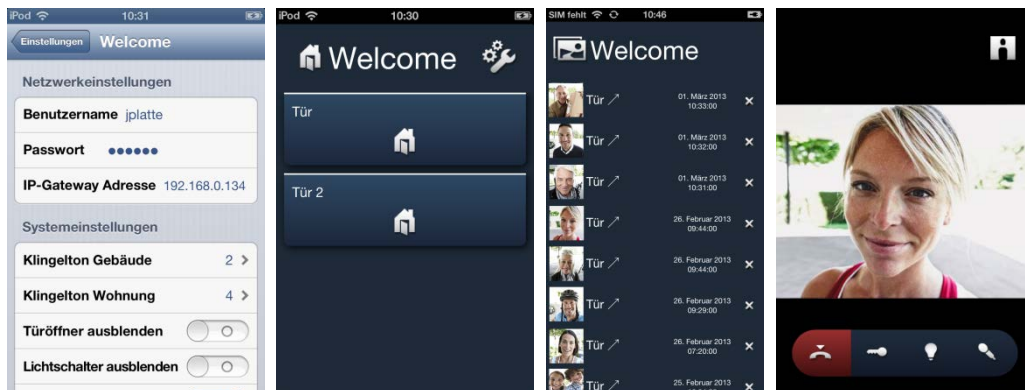 iPod 10:31
Einstellungen Welcome
Netzwerkeinstellungen
Benutzername jplatte
Passwort ●●●●●●
IP-Gateway Adresse 192.168.0.134
Systemeinstellungen
Klingelton Gebäude 2 >
Klingelton Wohnung 4 >
Türöffner ausblenden
Lichtschalter ausblenden
iPod 10:30
Welcome
Tür
Tür 2
SIM fehlt 10:46
Welcome
Tür ↗ 01. März 2013
10:33:00 ×
Tür ↗ 01. März 2013
10:32:00 ×
Tür ↗ 01. März 2013
10:31:00 ×
Tür ↗ 26. Februar 2013
09:44:00 ×
Tür ↗ 26. Februar 2013
09:44:00 ×
Tür ↗ 26. Februar 2013
09:29:00 ×
Tür ↗ 26. Februar 2013
07:20:00 ×
Tür ↗ 25. Februar 2013